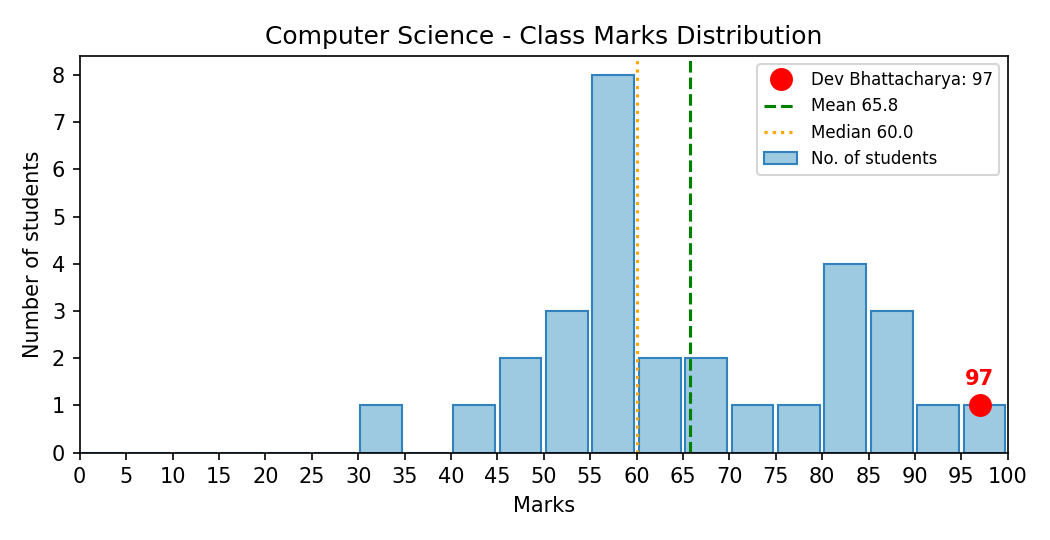 Computer Science - Class Marks Distribution
Number of students
8
7
6
5
4
3
2
1
0
Dev Bhattacharya: 97
Mean 65.8
Median 60.0
No. of students
97
0 5 10 15 20 25 30 35 40 45 50 55 60 65 70 75 80 85 90 95 100
Marks